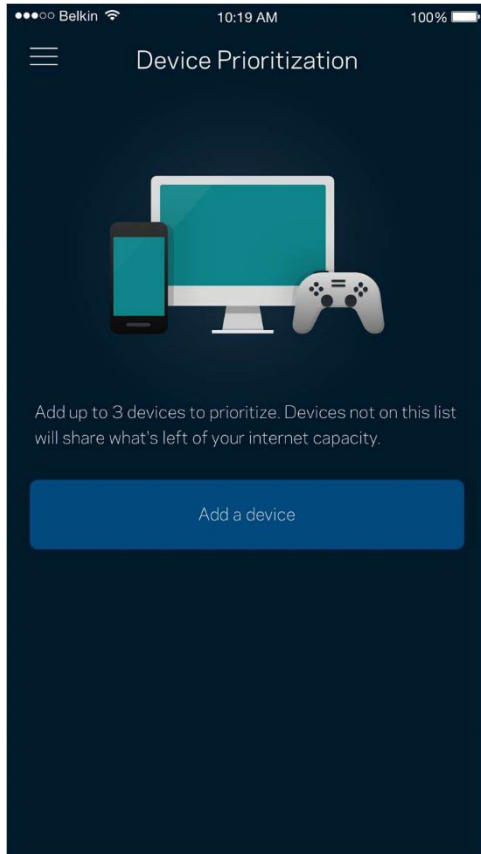 Belkin 10:19 AM 100%
Device Prioritization
Add up to 3 devices to prioritize. Devices not on this list
will share what's left of your internet capacity.
Add a device